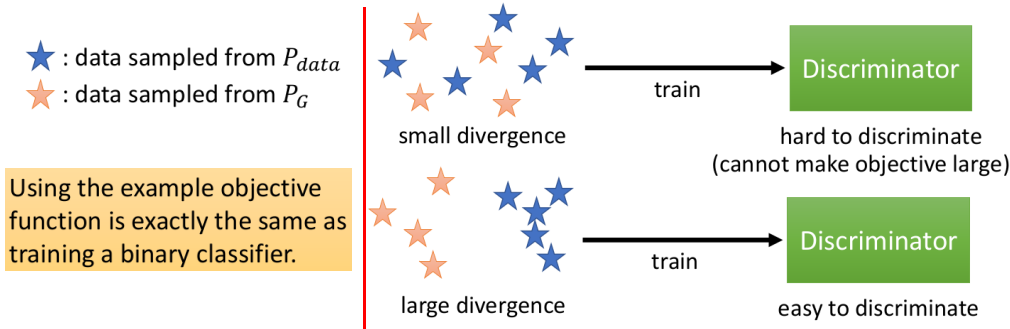 : data sampled from P_data
: data sampled from P_G
Using the example objective
function is exactly the same as
training a binary classifier.
small divergence
train
Discriminator
hard to discriminate
(cannot make objective large)
large divergence
train
Discriminator
easy to discriminate